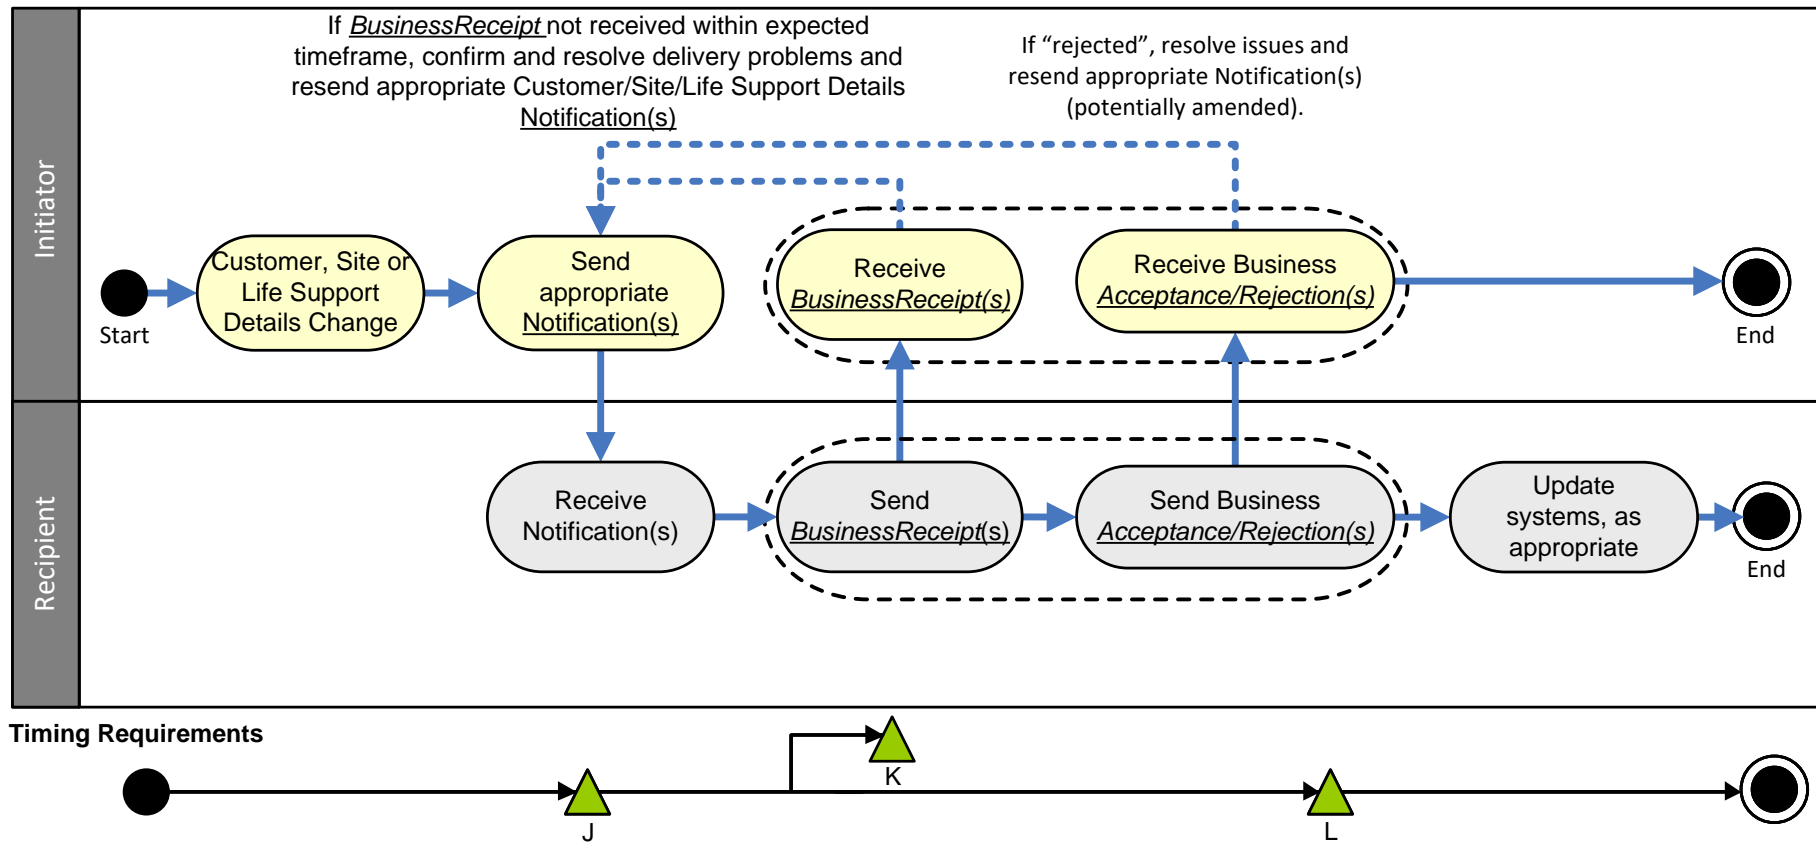 If BusinessReceipt not received within expected
timeframe, confirm and resolve delivery problems and
resend appropriate Customer/Site/Life Support Details
Notification(s)
If “rejected”, resolve issues and
resend appropriate Notification(s)
(potentially amended).
Initiator
Start
Customer, Site or
Life Support
Details Change
Send
appropriate
Notification(s)
Receive
BusinessReceipt(s)
Receive Business
Acceptance/Rejection(s)
End
Recipient
Receive
Notification(s)
Send
BusinessReceipt(s)
Send Business
Acceptance/Rejection(s)
Update
systems, as
appropriate
End
Timing Requirements
J
K
L